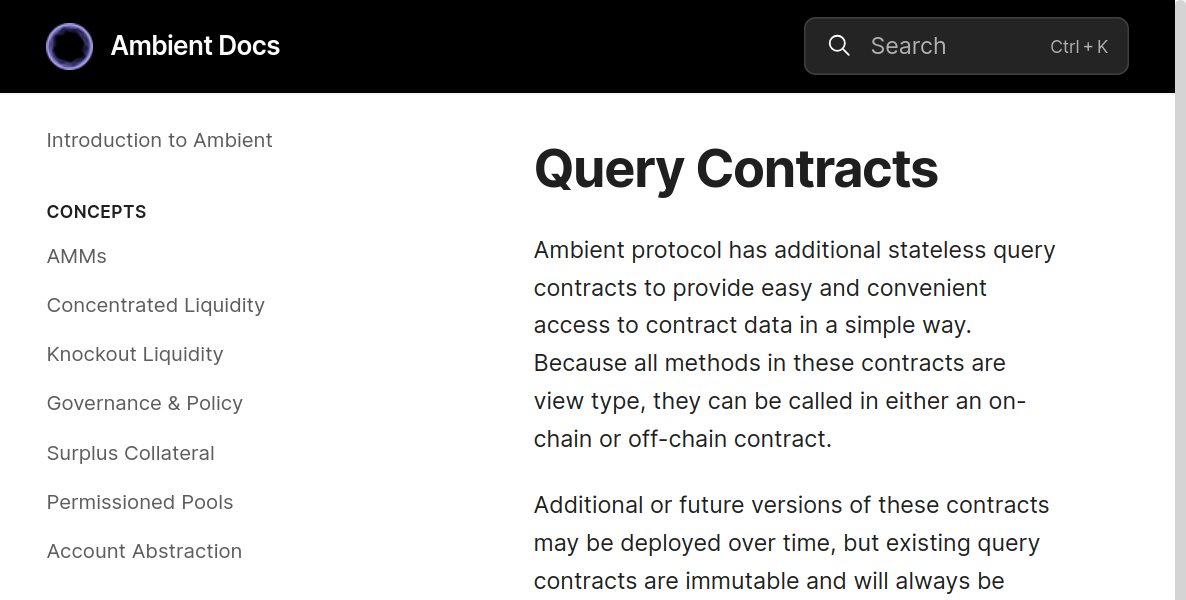 Ambient Docs
Search
Ctrl + K
Introduction to Ambient
CONCEPTS
AMMs
Concentrated Liquidity
Knockout Liquidity
Governance & Policy
Surplus Collateral
Permissioned Pools
Account Abstraction
Query Contracts
Ambient protocol has additional stateless query
contracts to provide easy and convenient
access to contract data in a simple way.
Because all methods in these contracts are
view type, they can be called in either an on-
chain or off-chain contract.
Additional or future versions of these contracts
may be deployed over time, but existing query
contracts are immutable and will always be